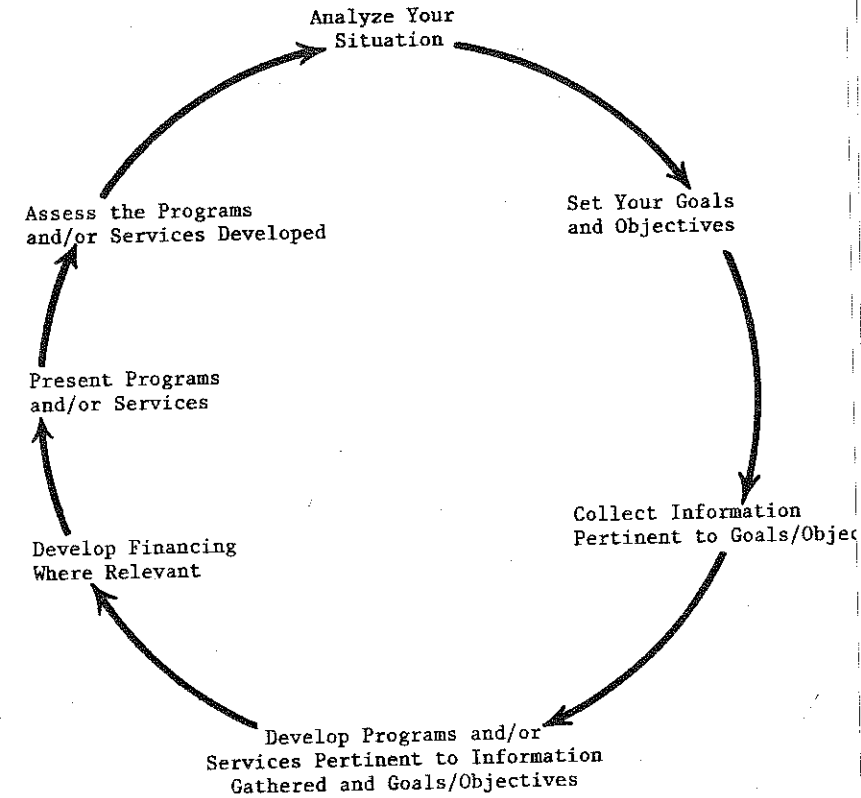 Analyze Your
Situation
Set Your Goals
and Objectives
Collect Information
Pertinent to Goals/Objec
Develop Programs and/or
Services Pertinent to Information
Gathered and Goals/Objectives
Develop Financing
Where Relevant
Present Programs
and/or Services
Assess the Programs
and/or Services Developed